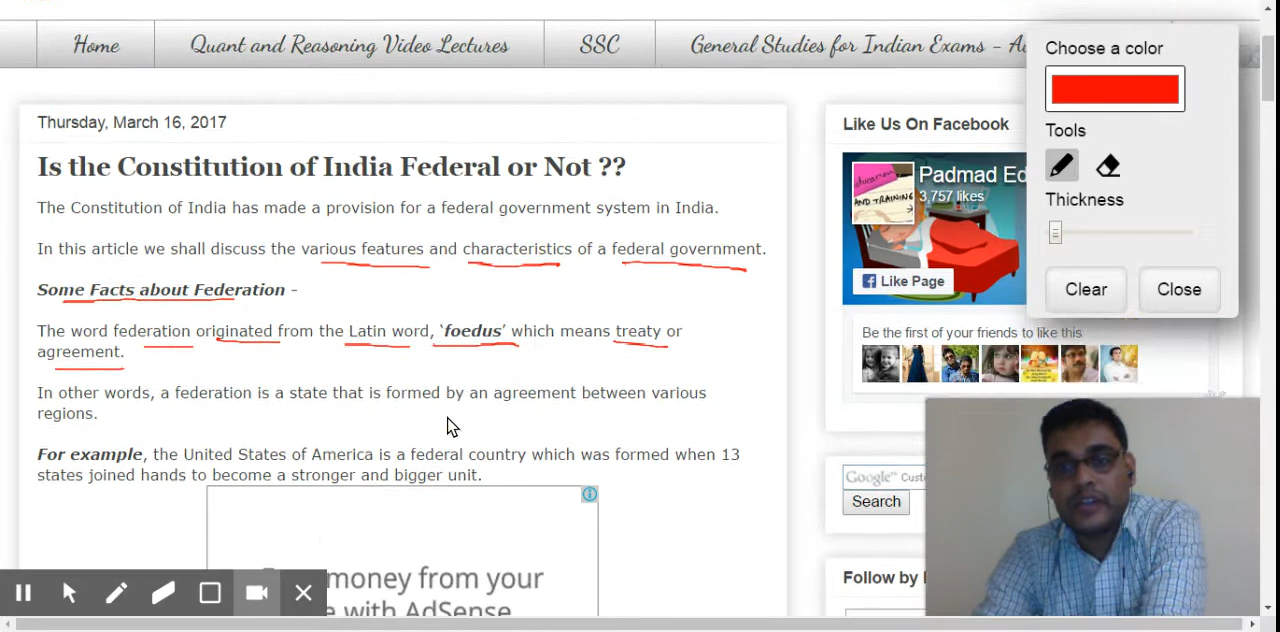 Home
Quant and Reasoning Video Lectures
SSC
General Studies for Indian Exams -
Thursday, March 16, 2017
Is the Constitution of India Federal or Not ??
The Constitution of India has made a provision for a federal government system in India.
In this article we shall discuss the various features and characteristics of a federal government.
Some Facts about Federation -
The word federation originated from the Latin word, ‘foedus’ which means treaty or
agreement.
In other words, a federation is a state that is formed by an agreement between various
regions.
For example, the United States of America is a federal country which was formed when 13
states joined hands to become a stronger and bigger unit.
money from your
with AdSense
Like Us On Facebook
education
AND TRAINING
Padmad Ed
3,757 likes
Like Page
Be the first of your friends to like this
Google™ Cust
Search
Follow by
Choose a color
Tools
Thickness
Clear
Close